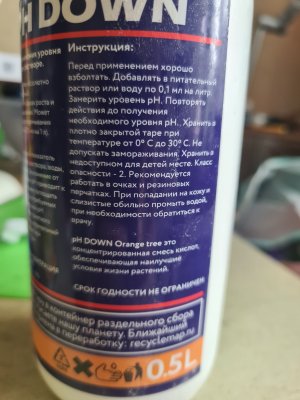 H DOWN
Инструкция:
Перед применением хорошо
взболтать. Добавлять в питательный
раствор или воду по 0,1 мл на литр.
Замерить уровень pH. Повторять
действия до получения
необходимого уровня pH. Хранить в
плотно закрытой таре при
температуре от 0° C до 30° C. Не
допускать замораживания. Хранить в
недоступном для детей месте. Класс
опасности - 2. Рекомендуется
работать в очках и резиновых
перчатках. При попадании на кожу и
слизистые обильно промыть водой,
при необходимости обратиться к
врачу.
pH DOWN Orange tree это
концентрированная смесь кислот,
обеспечивающая наилучшие
условия жизни растений.
СРОК ГОДНОСТИ НЕ ОГРАНИЧЕН
в контейнер раздельного сбора
нашу планету. Ближайший
в переработку: recyclemap.ru
0.5L
уровня